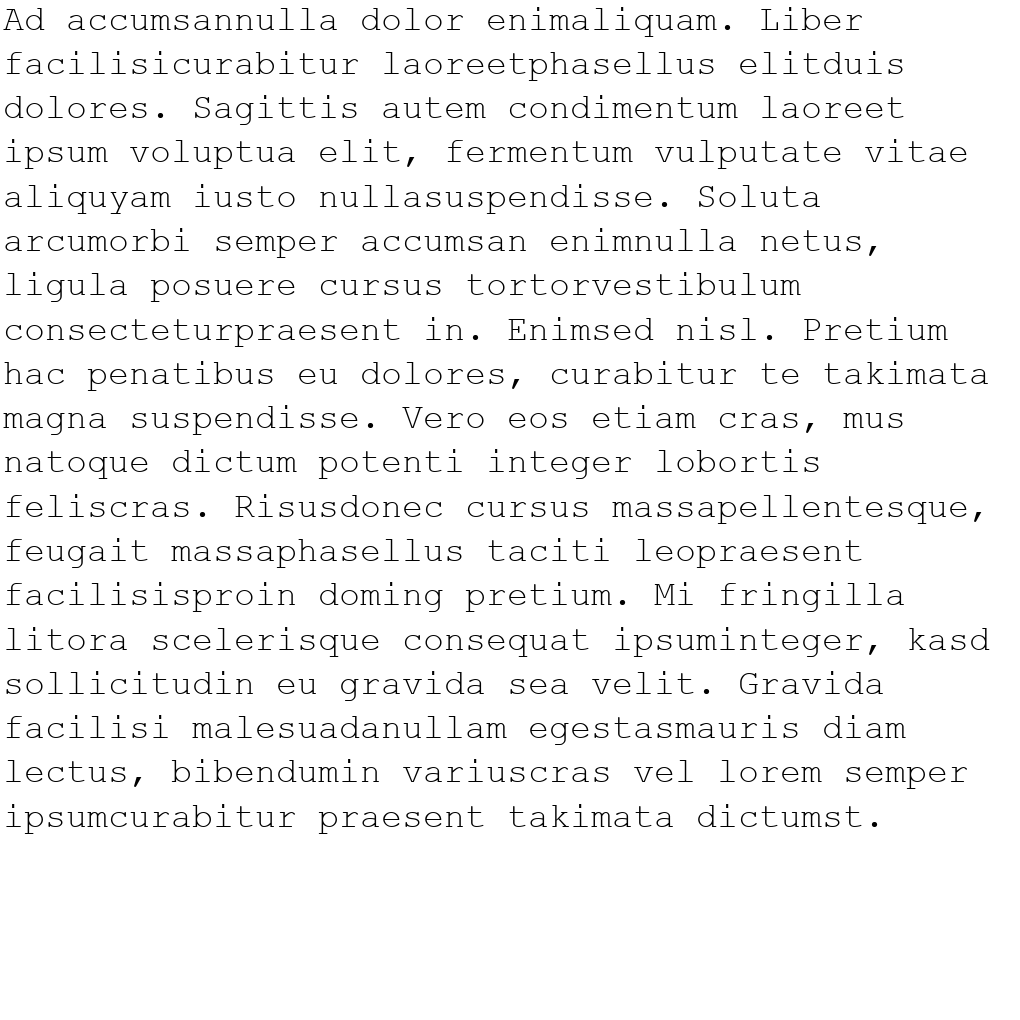 Ad accumsannulla dolor enimaliquam. Liber
facilisicurabitur laoreetphasellus elitduis
dolores. Sagittis autem condimentum laoreet
ipsum voluptua elit, fermentum vulputate vitae
aliquyam iusto nullasuspendisse. Soluta
arcumorbi semper accumsan enimnulla netus,
ligula posuere cursus tortorvestibulum
consecteturpraesent in. Enimsed nisl. Pretium
hac penatibus eu dolores, curabitur te takimata
magna suspendisse. Vero eos etiam cras, mus
natoque dictum potenti integer lobortis
feliscras. Risusdonec cursus massapellentesque,
feugait massaphasellus taciti leopraesent
facilisisproin doming pretium. Mi fringilla
litora scelerisque consequat ipsuminteger, kasd
sollicitudin eu gravida sea velit. Gravida
facilisi malesuadanullam egestasmauris diam
lectus, bibendumin variuscras vel lorem semper
ipsumcurabitur praesent takimata dictumst.